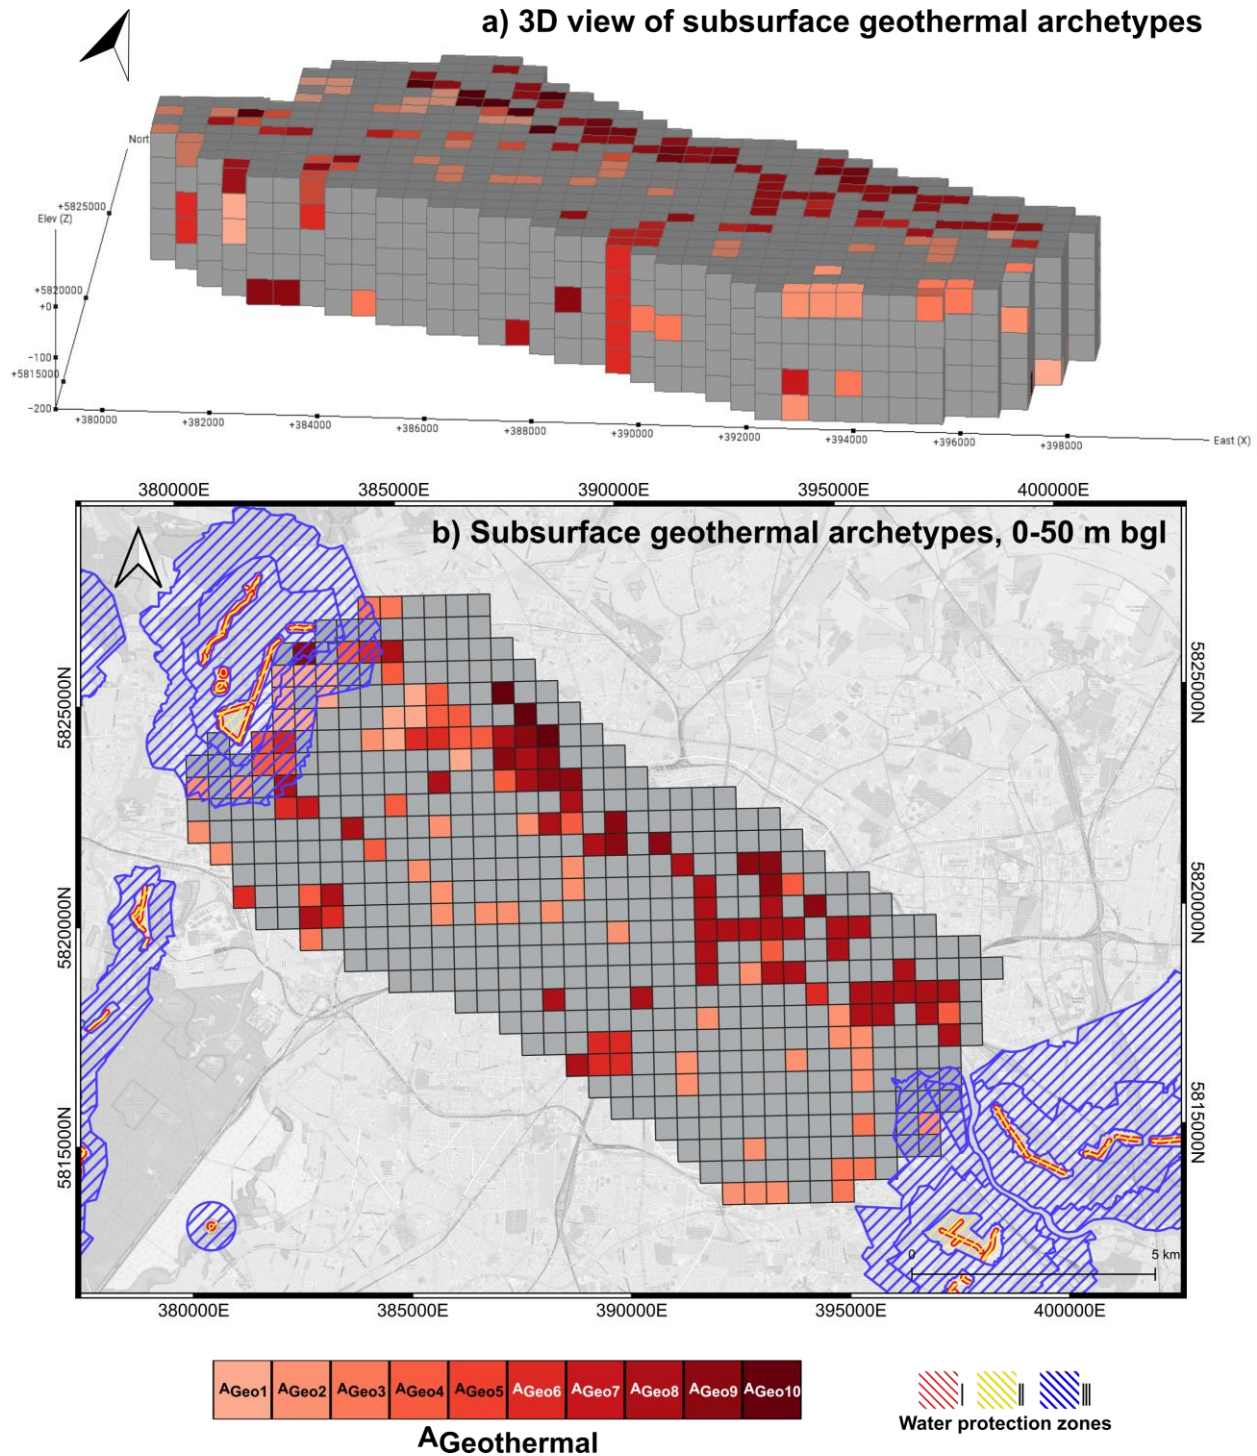 a) 3D view of subsurface geothermal archetypes
Nort
+5825000
Elev (Z)
+5820000
+0
-100
+5815000
-200
+380000
+382000
+384000
+386000
+388000
+390000
+392000
+394000
+396000
+398000
East (X)
380000E
385000E
390000E
395000E
400000E
b) Subsurface geothermal archetypes, 0-50 m bgl
5825000N
5825000N
5820000N
5820000N
5815000N
5815000N
0
5 km
380000E
385000E
390000E
395000E
400000E
AGeo1 AGeo2 AGeo3 AGeo4 AGeo5 AGeo6 AGeo7 AGeo8 AGeo9 AGeo10
AGeothermal
I II III
Water protection zones